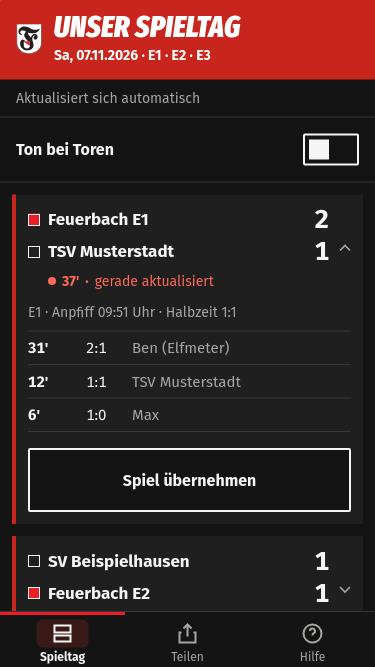 UNSER SPIELTAG
Sa, 07.11.2026 · E1 · E2 · E3
Aktualisiert sich automatisch
Ton bei Toren
Feuerbach E1 2
TSV Musterstadt 1
37' · gerade aktualisiert
E1 · Anpfiff 09:51 Uhr · Halbzeit 1:1
31' 2:1 Ben (Elfmeter)
12' 1:1 TSV Musterstadt
6' 1:0 Max
Spiel übernehmen
SV Beispielhausen 1
Feuerbach E2 1
Spieltag Teilen Hilfe